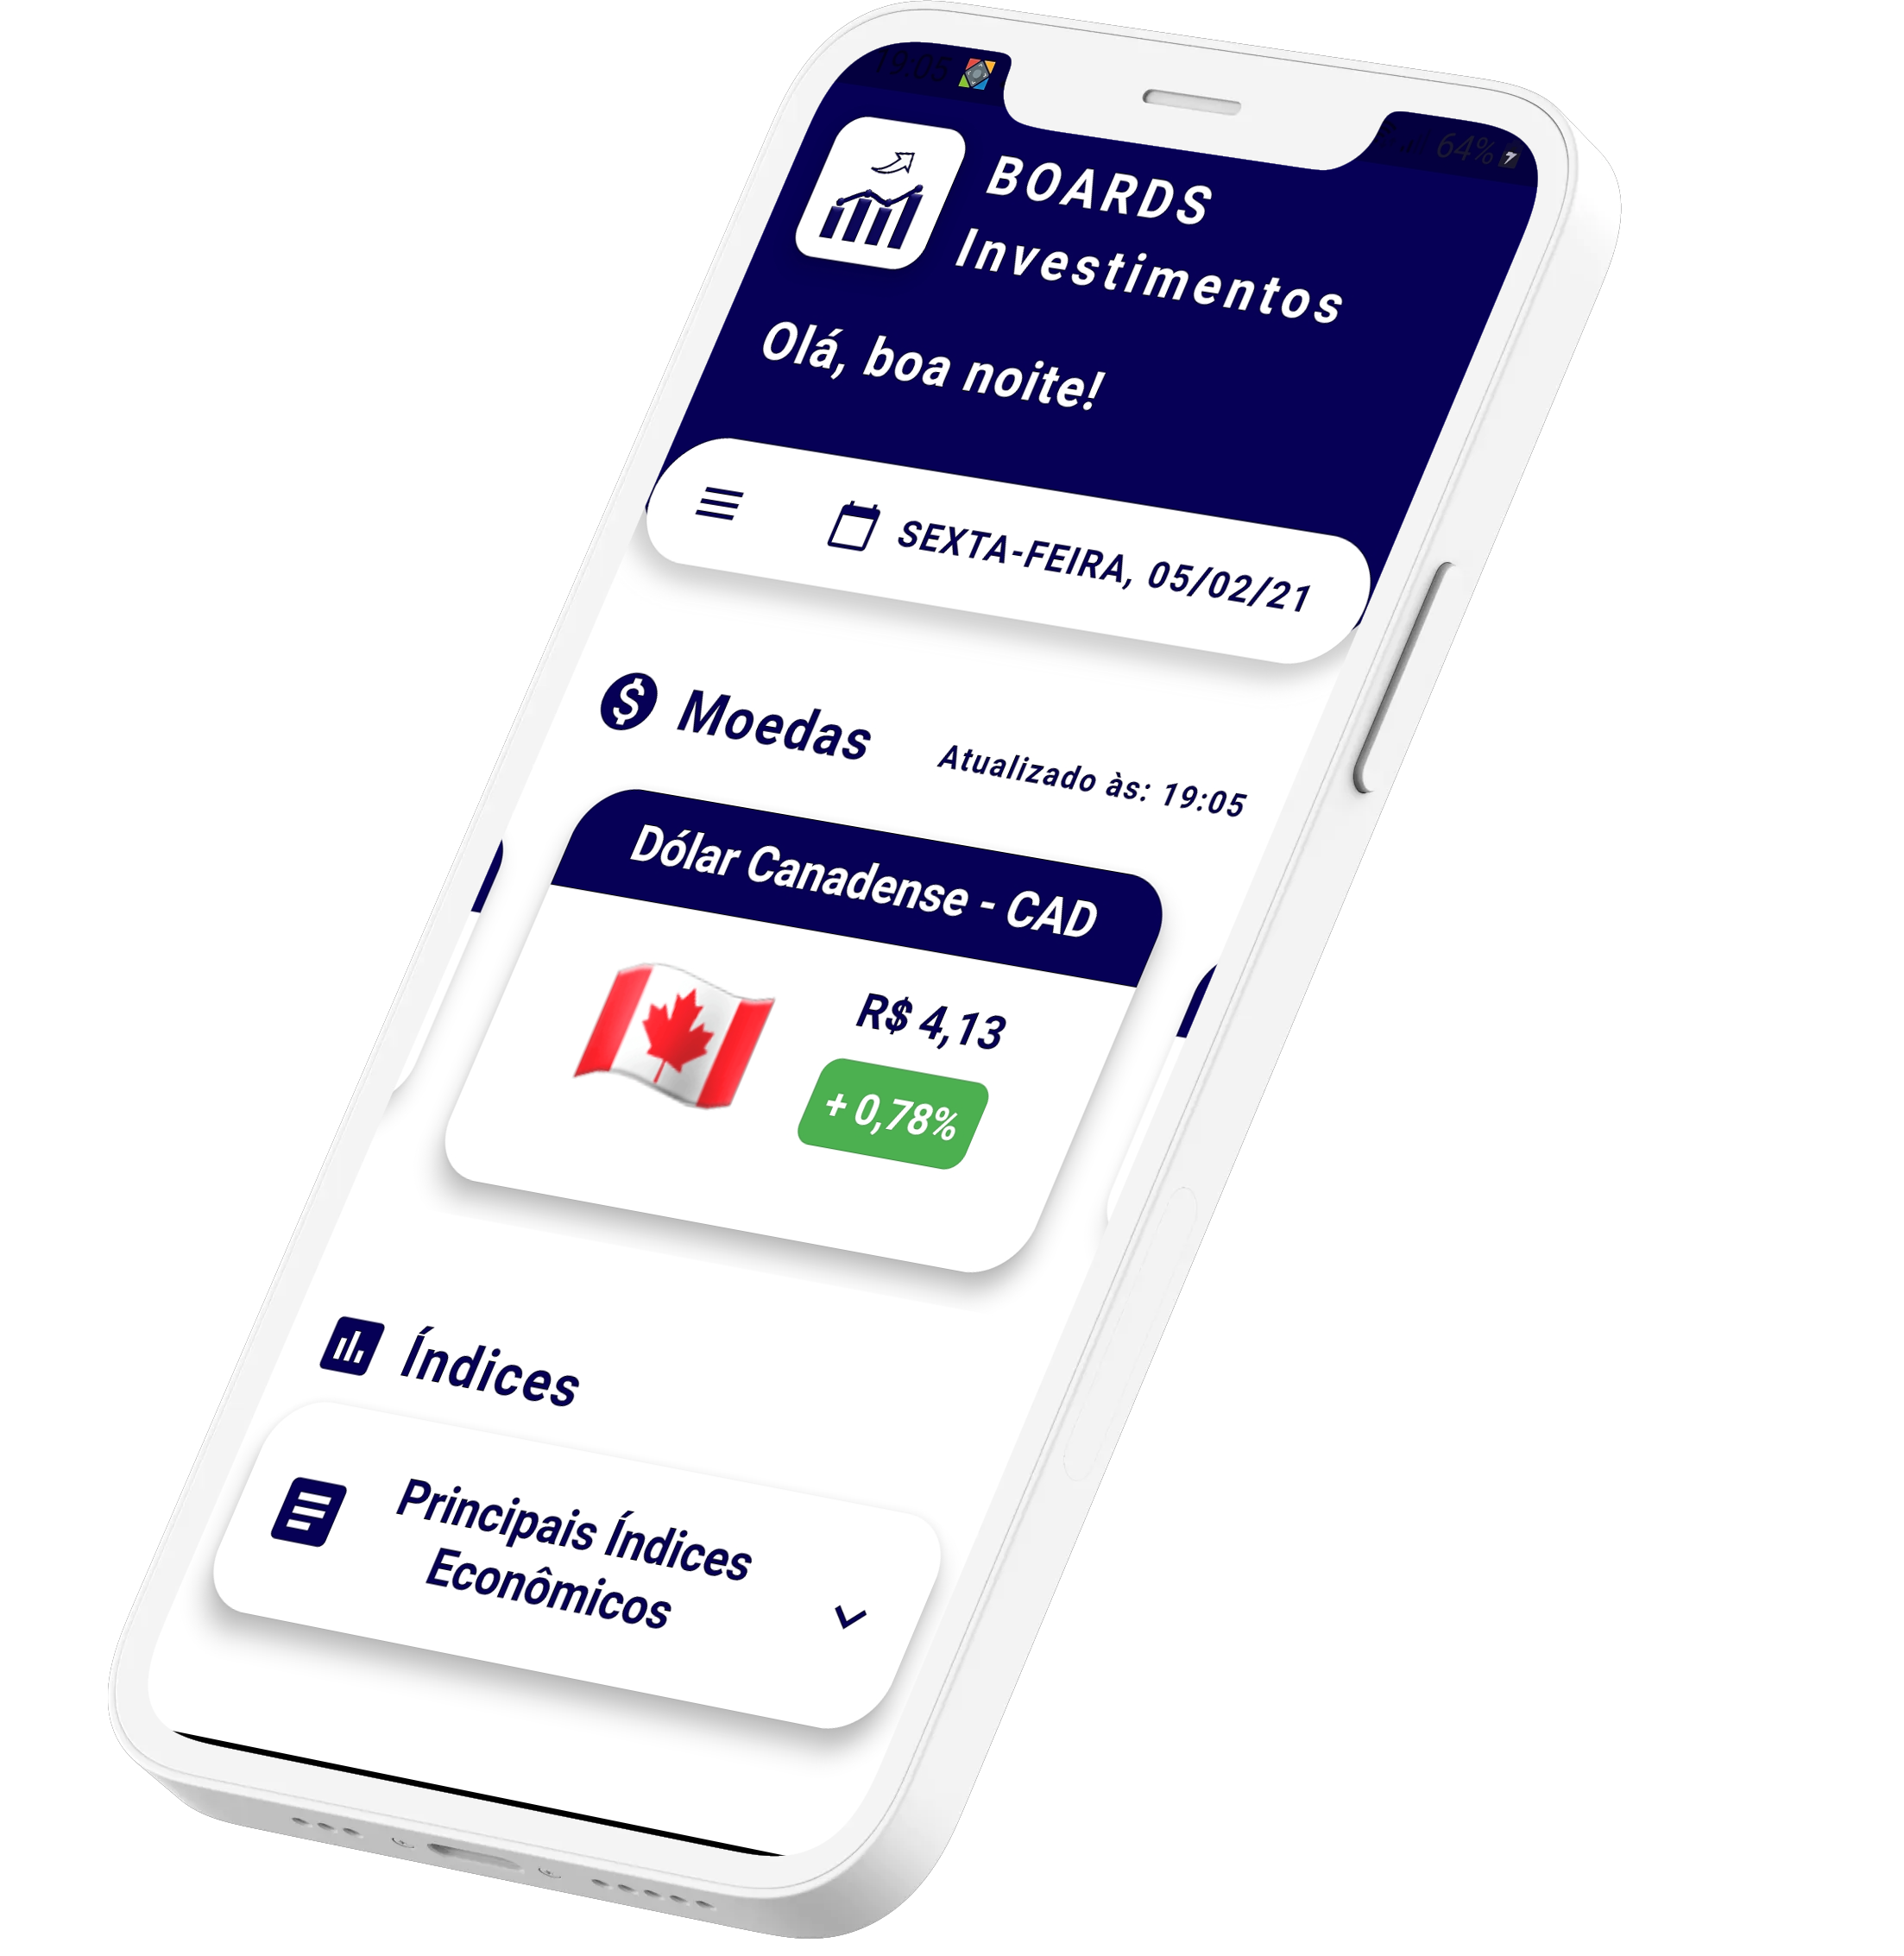 19:05
64%
BOARDS
Investimentos
Olá, boa noite!
SEXTA-FEIRA, 05/02/21
Moedas
Atualizado às: 19:05
Dólar Canadense - CAD
R$ 4,13
+ 0,78%
Índices
Principais Índices
Econômicos